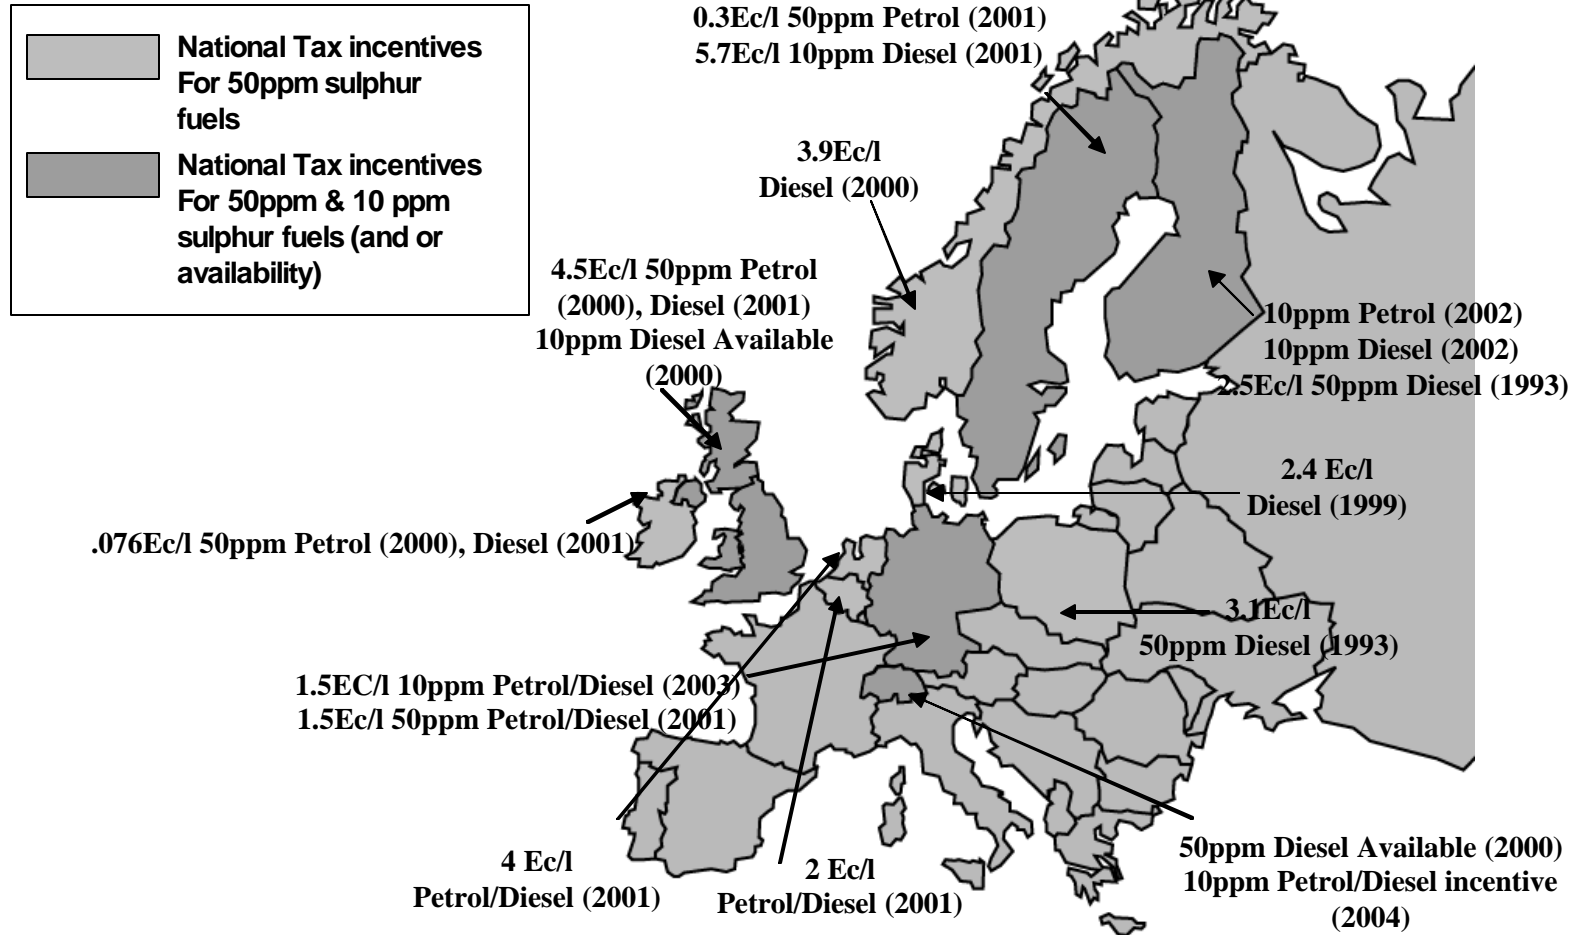 National Tax incentives
For 50ppm sulphur
fuels
National Tax incentives
For 50ppm & 10 ppm
sulphur fuels (and or
availability)
0.3Ec/l 50ppm Petrol (2001)
5.7Ec/l 10ppm Diesel (2001)
3.9Ec/l
Diesel (2000)
4.5Ec/l 50ppm Petrol
(2000), Diesel (2001)
10ppm Diesel Available
(2000)
10ppm Petrol (2002)
10ppm Diesel (2002)
2.5Ec/l 50ppm Diesel (1993)
2.4 Ec/l
Diesel (1999)
.076Ec/l 50ppm Petrol (2000), Diesel (2001)
3.1Ec/l
50ppm Diesel (1993)
1.5EC/l 10ppm Petrol/Diesel (2003)
1.5Ec/l 50ppm Petrol/Diesel (2001)
4 Ec/l
Petrol/Diesel (2001)
2 Ec/l
Petrol/Diesel (2001)
50ppm Diesel Available (2000)
10ppm Petrol/Diesel incentive
(2004)